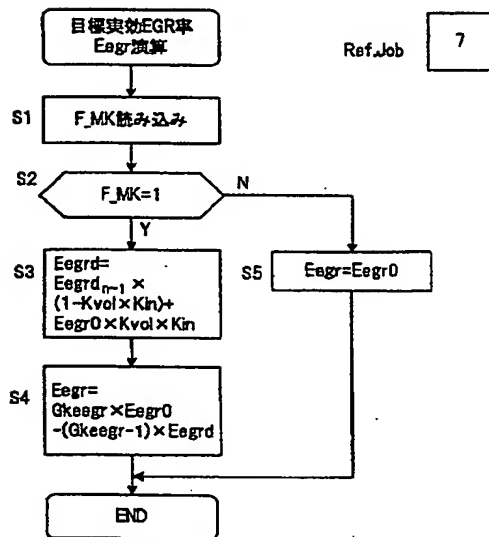 目標実効EGR率
Eegr演算
Ref.Job
7
S1
F_MK読み込み
S2
F_MK=1
N
Y
S3
Eegrd=
Eegrdn-1 ×
(1-Kvol×Kin)+
Eegr0×Kvol×Kin
S5
Eegr=Eegr0
S4
Eegr=
Gkeegr×Eegr0
-(Gkeegr-1)×Eegrd
END